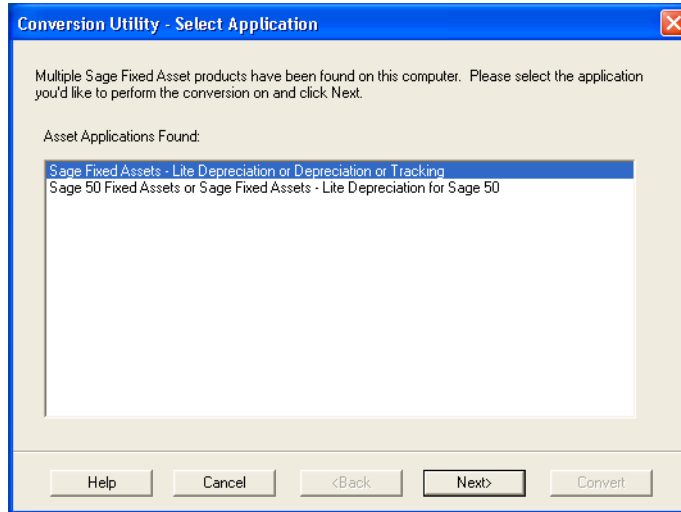 Conversion Utility - Select Application
Multiple Sage Fixed Asset products have been found on this computer. Please select the application
you'd like to perform the conversion on and click Next.
Asset Applications Found:
Sage Fixed Assets - Lite Depreciation or Depreciation or Tracking
Sage 50 Fixed Assets or Sage Fixed Assets - Lite Depreciation for Sage 50
Help Cancel <Back Next> Convert